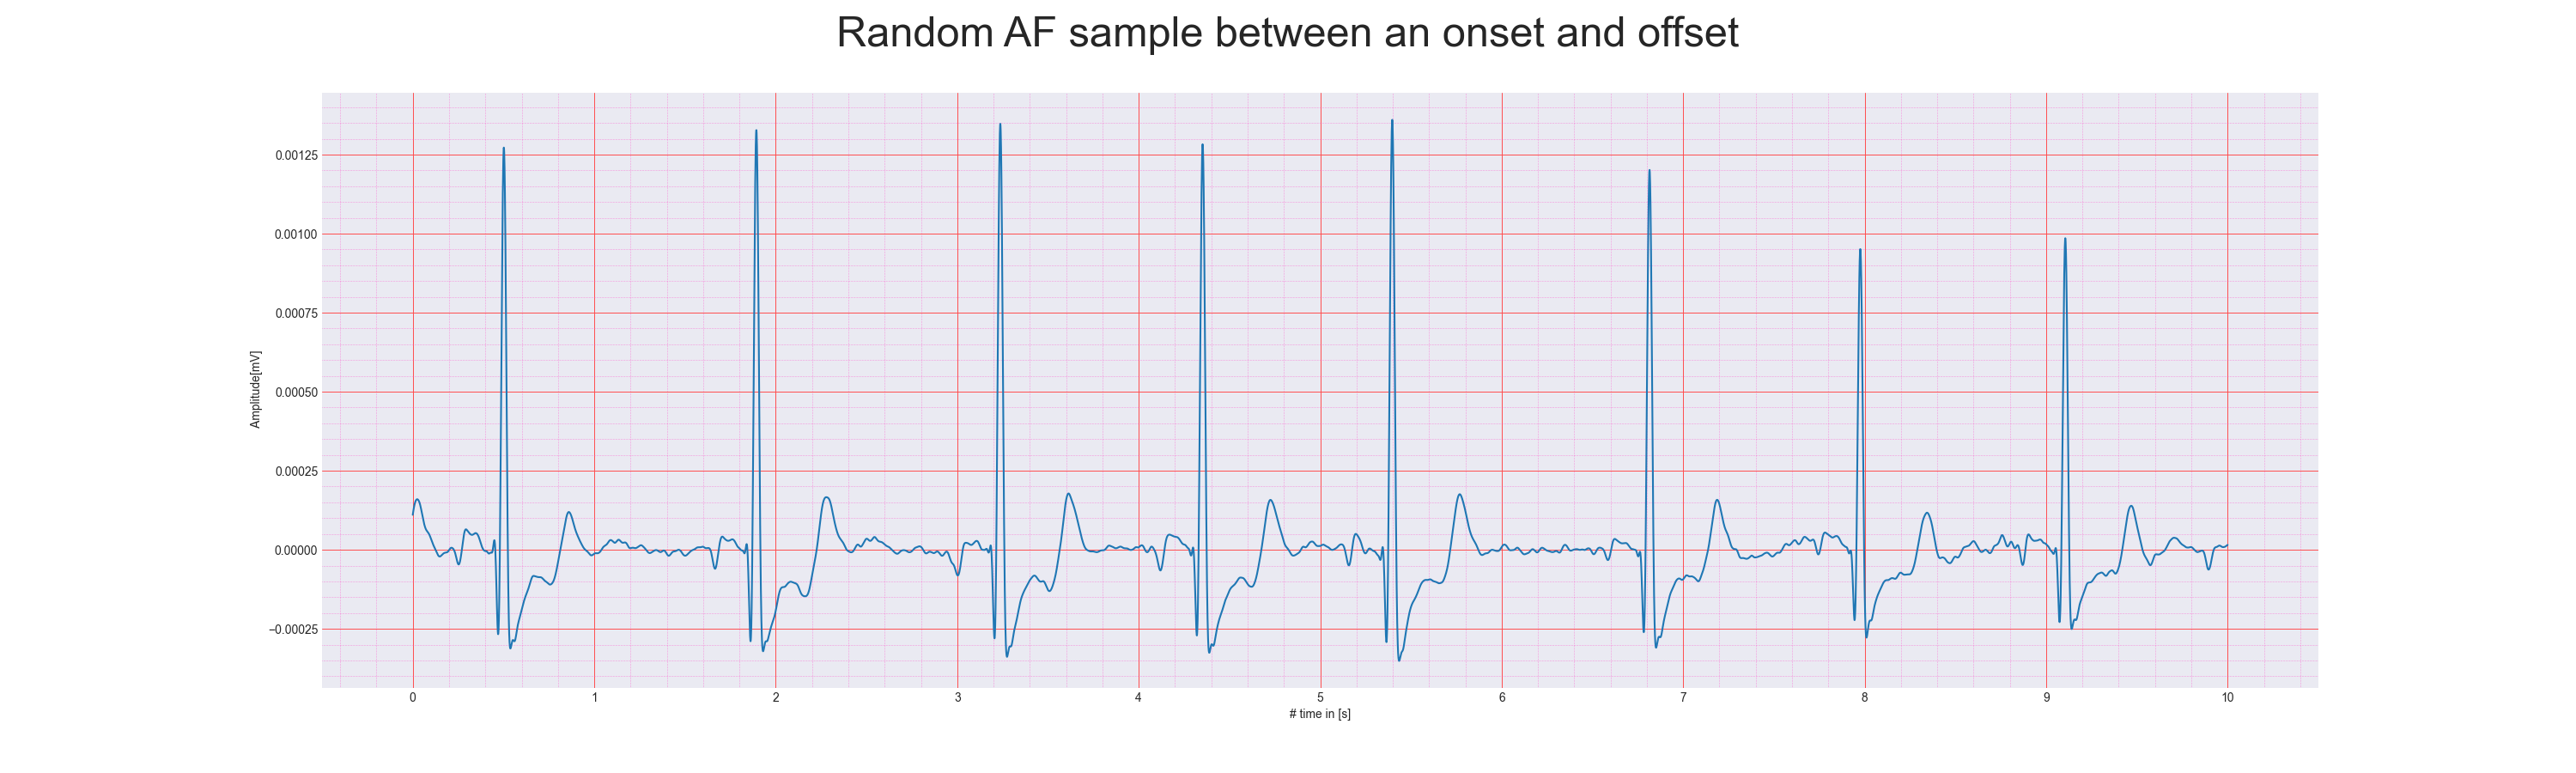 Random AF sample between an onset and offset
0.00125
0.00100
0.00075
0.00050
0.00025
0.00000
−0.00025
Amplitude[mV]
0 1 2 3 4 5 6 7 8 9 10
# time in [s]